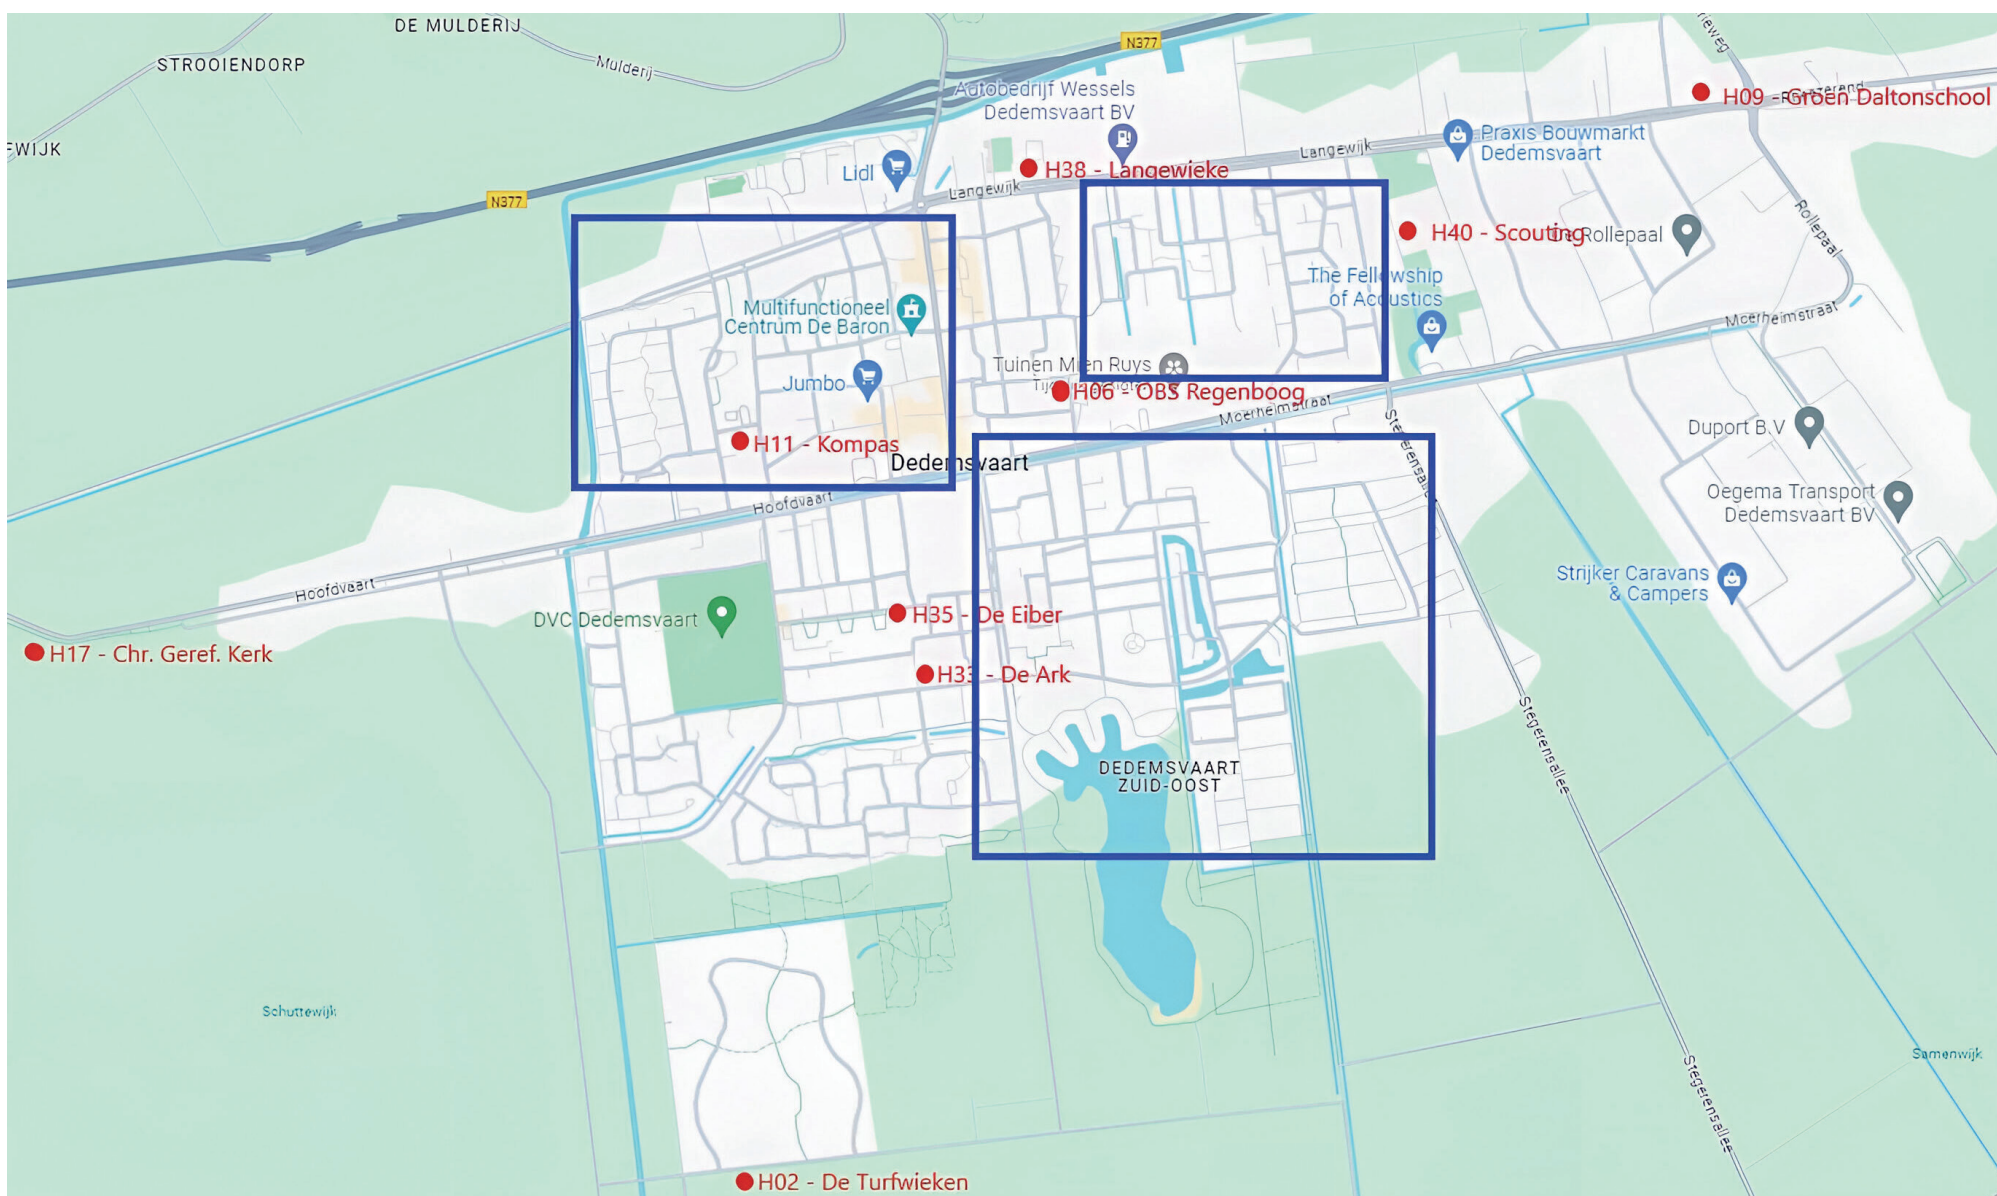 DE MULDERIJ
STROOIENDORP
Mulderij
N377
Autobedrijf Wessels
Dedemsvaart BV
H09 - Groen Daltonschool
FWIJK
Lidl
Praxis Bouwmarkt
Dedemsvaart
Langewijk
H38 - Langewieke
Langewijk
N377
Rollepaal
H40 - Scouting
Rollepaal
The Fellowship
of Acoustics
Multifunctioneel
Centrum De Baron
Moerheimstraat
Tuinen Mien Ruys
Jumbo
H06 - OBS Regenboog
Moerheimstraat
Stegerensallee
Duport B.V
H11 - Kompas
Dedemsvaart
Hoofdvaart
Oegema Transport
Dedemsvaart BV
Strijker Caravans
& Campers
Hoofdvaart
DVC Dedemsvaart
H35 - De Eiber
H17 - Chr. Geref. Kerk
H33 - De Ark
Stegerensallee
DEDEMSVAART
ZUID-OOST
Schuttewijk
Samenwijk
Stegerensallee
H02 - De Turfwieken